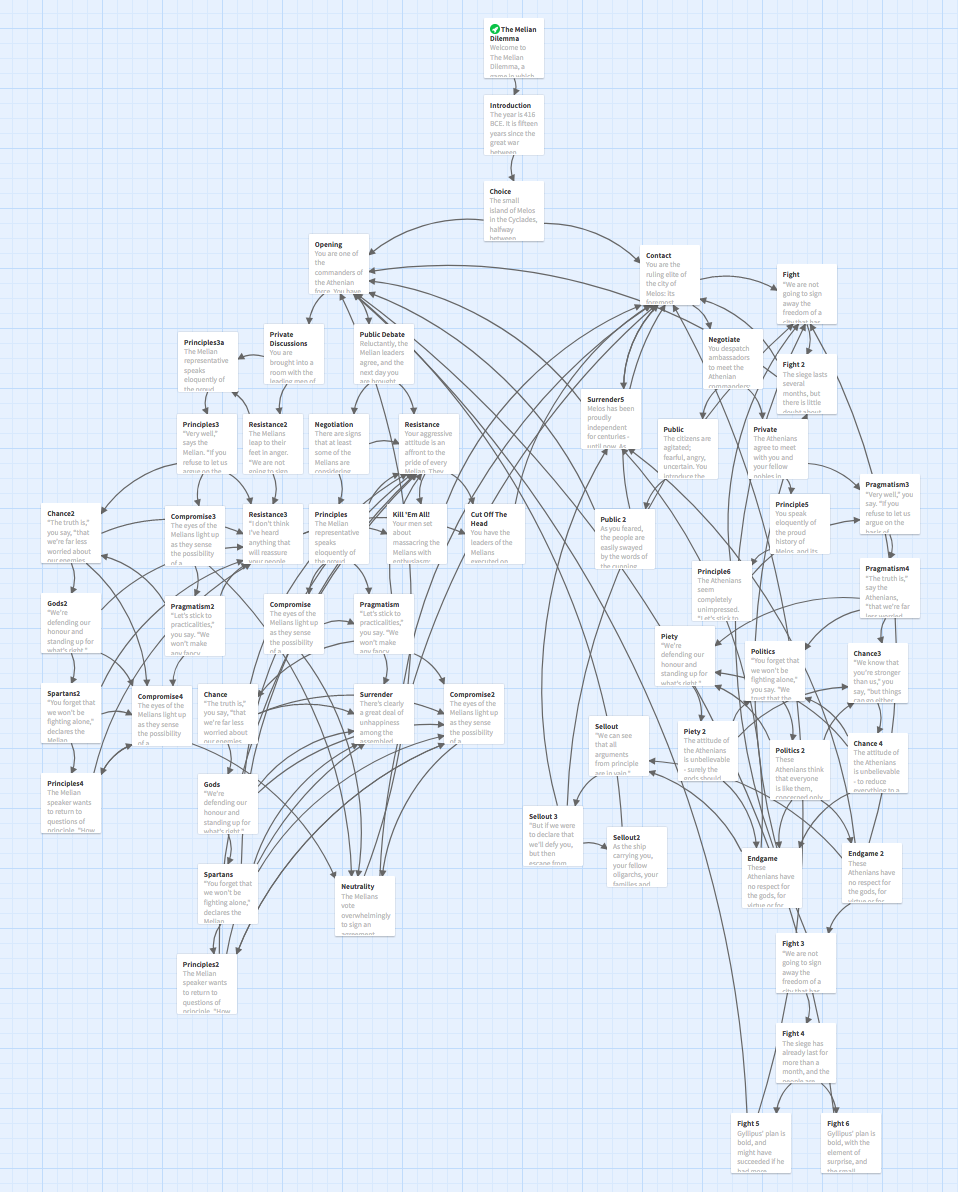 The Melian
Dilemma
Welcome to
The Melian
Dilemma, a
game in which
Introduction
The year is 416
BCE. It is fifteen
years since the
great war
between
Choice
The small
island of Melos
in the Cyclades,
halfway
between
Opening
You are one of
the
commanders of
the Athenian
force. You have
Contact
You are the
ruling elite of
the city of
Melos: its
foremost
Fight
"We are not
going to sign
away the
freedom of a
city that has
Principles3a
The Melian
representative
speaks
eloquently of
the proud
Private
Discussions
You are
brought into a
room with the
leading men of
Public Debate
Reluctantly, the
Melian leaders
agree, and the
next day you
are brought
Negotiate
You despatch
ambassadors
to meet the
Athenian
commanders;
Fight 2
The siege lasts
several
months, but
there is little
doubt about
Principles3
"Very well,"
says the
Melian. "If you
refuse to let us
argue on the
Resistance2
The Melians
leap to their
feet in anger.
"We are not
going to sign
Negotiation
There are signs
that at least
some of the
Melians are
considering
Resistance
Your aggressive
attitude is an
affront to the
pride of every
Melian. They
Surrender5
Melos has been
proudly
independent
for centuries -
until now. As
Public
The citizens are
agitated;
fearful, angry,
uncertain. You
introduce the
Private
The Athenians
agree to meet
with you and
your fellow
nobles in
Pragmatism3
"Very well," you
say. "If you
refuse to let us
argue on the
basis of
Chance2
"The truth is,"
you say, "that
we're far less
worried about
our enemies
Compromise3
The eyes of the
Melians light up
as they sense
the possibility
of a
Resistance3
"I don't think
I've heard
anything that
will reassure
your people
Principles
The Melian
representative
speaks
eloquently of
the proud
Kill 'Em All!
Your men set
about
massacring the
Melians with
enthusiasm;
Cut Off The
Head
You have the
leaders of the
Melians
executed on
Public 2
As you feared,
the people are
easily swayed
by the words of
the cunning
Principle5
You speak
eloquently of
the proud
history of
Melos, and its
Principle6
The Athenians
seem
completely
unimpressed.
"Let's stick to
Pragmatism4
"The truth is,"
say the
Athenians,
"that we're far
less worried
Gods2
"We're
defending our
honour and
standing up for
what's right,"
Pragmatism2
"Let's stick to
practicalities,"
you say. "We
won't make
any fancy
Compromise
The eyes of the
Melians light up
as they sense
the possibility
of a
Pragmatism
"Let's stick to
practicalities,"
you say. "We
won't make
any fancy
Piety
"We're
defending our
honour and
standing up for
what's right,"
Politics
"You forget that
we won't be
fighting alone,"
you say. "We
trust that the
Chance3
"We know that
you're stronger
than us," you
say, "but things
can go either
Spartans2
"You forget that
we won't be
fighting alone,"
declares the
Melian.
Compromise4
The eyes of the
Melians light up
as they sense
the possibility
of a
Chance
"The truth is,"
you say, "that
we're far less
worried about
our enemies
Surrender
There's clearly
a great deal of
unhappiness
among the
assembled
Compromise2
The eyes of the
Melians light up
as they sense
the possibility
of a
Sellout
"We can see
that all
arguments
from principle
are in vain."
Piety 2
The attitude of
the Athenians
is unbelievable
- surely the
gods should
Politics 2
These
Athenians think
that everyone
is like them,
concerned only
Chance 4
The attitude of
the Athenians
is unbelievable
- to reduce
everything to a
Principles4
The Melian
speaker wants
to return to
questions of
principle. "How
Gods
"We're
defending our
honour and
standing up for
what's right,"
Sellout 3
"But if we were
to declare that
we'll defy you,
but then
escape from
Sellout2
As the ship
carrying you,
your fellow
oligarchs, your
families and
Endgame
These
Athenians have
no respect for
the gods, for
virtue or for
Endgame 2
These
Athenians have
no respect for
the gods, for
virtue or for
Spartans
"You forget that
we won't be
fighting alone,"
declares the
Melian.
Neutrality
The Melians
vote
overwhelmingly
to sign an
agreement
Fight 3
"We are not
going to sign
away the
freedom of a
city that has
Principles2
The Melian
speaker wants
to return to
questions of
principle. "How
Fight 4
The siege has
already last for
more than a
month, and the
people are
Fight 5
Gyllipus' plan is
bold, and
might have
succeeded if he
had more
Fight 6
Gyllipus' plan is
bold, with the
element of
surprise, and
the small